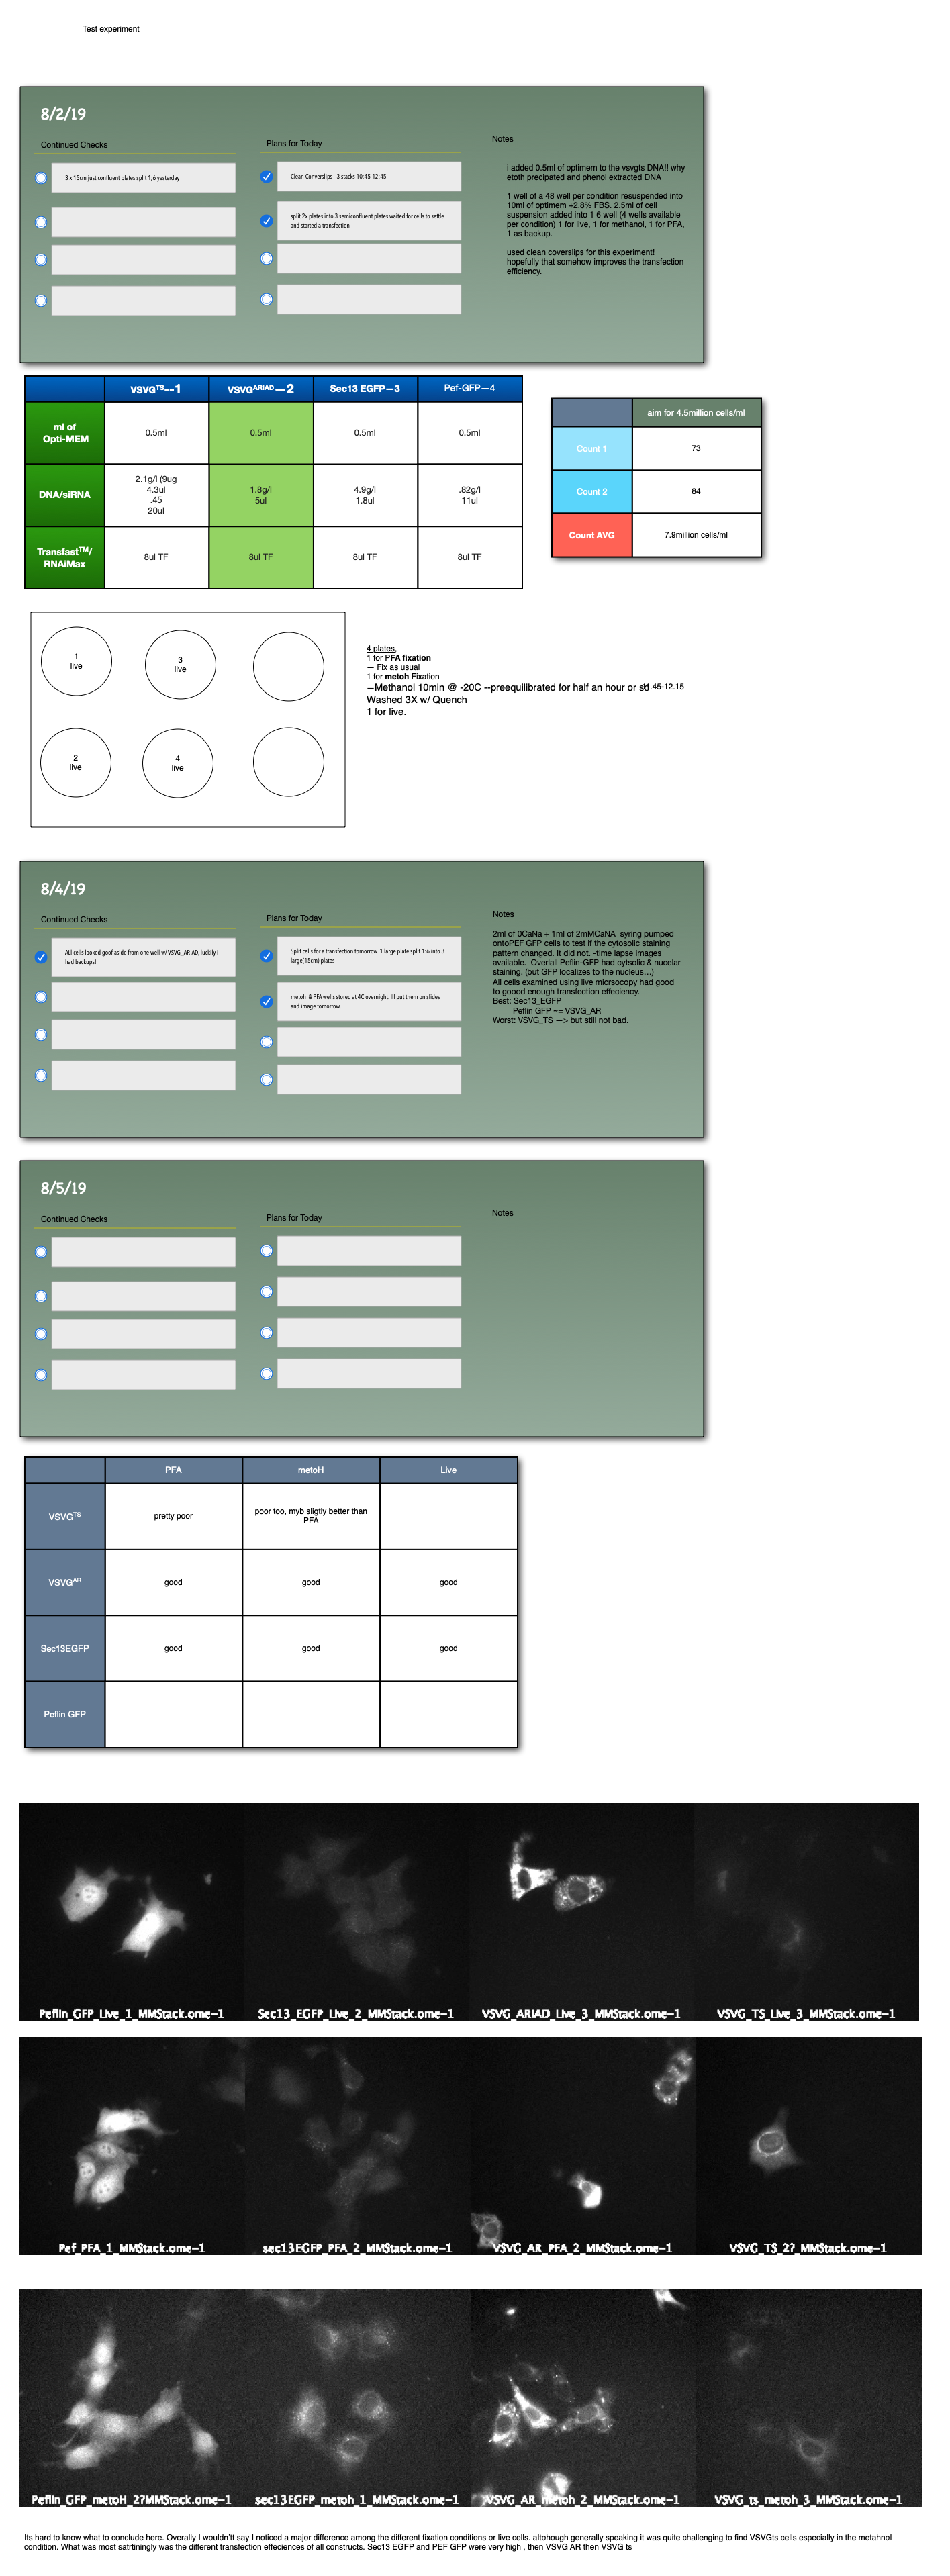 Test experiment
8/2/19
Continued Checks
3 x 15cm just confluent plates split 1;6 yesterday
Plans for Today
Clean Converslips ~3 stacks 10:45-12:45
split 2x plates into 3 semiconfluent plates waited for cells to settle
and started a transfection
Notes
i added 0.5ml of optimem to the vsvgts DNA!! why
etoth precipated and phenol extracted DNA
1 well of a 48 well per condition resuspended into
10ml of optimem +2.8% FBS. 2.5ml of cell
suspension added into 1 6 well (4 wells available
per condition) 1 for live, 1 for methanol, 1 for PFA,
1 as backup.
used clean coverslips for this experiment!
hopefully that somehow improves the transfection
efficiency.
VSVGTS--1 VSVGARIAD—2 Sec13 EGFP—3 Pef-GFP—4
ml of
Opti-MEM
0.5ml 0.5ml 0.5ml 0.5ml
DNA/siRNA
2.1g/l (9ug
4.3ul
.45
20ul
1.8g/l
5ul
4.9g/l
1.8ul
.82g/l
11ul
TransfastTM/
RNAiMax
8ul TF 8ul TF 8ul TF 8ul TF
aim for 4.5million cells/ml
Count 1 73
Count 2 84
Count AVG 7.9million cells/ml
1
live
3
live
2
live
4
live
4 plates,
1 for PFA fixation
— Fix as usual
1 for metoh Fixation
—Methanol 10min @ -20C --preequilibrated for half an hour or so
.45-12.15
Washed 3X w/ Quench
1 for live.
8/4/19
Continued Checks
ALl cells looked goof aside from one well w/ VSVG_ARIAD, luckily i
had backups!
Plans for Today
Split cells for a transfection tomorrow. 1 large plate split 1:6 into 3
large(15cm) plates
metoh & PFA wells stored at 4C overnight. Ill put them on slides
and image tomorrow.
Notes
2ml of 0CaNa + 1ml of 2mMCaNA syring pumped
ontoPEF GFP cells to test if the cytosolic staining
pattern changed. It did not. -time lapse images
available. Overlall Peflin-GFP had cytsolic & nucelar
staining. (but GFP localizes to the nucleus...)
All cells examined using live micrsocopy had good
to goood enough transfection effeciency.
Best: Sec13_EGFP
Peflin GFP ~= VSVG_AR
Worst: VSVG_TS —> but still not bad.
8/5/19
Continued Checks
Plans for Today
Notes
PFA metoH Live
VSVGTS pretty poor
poor too, myb sligtly better than
PFA
VSVGAR good good good
Sec13EGFP good good good
Peflin GFP
Peflin_GFP_Live_1_MMStack.ome-1
Sec13_EGFP_Live_2_MMStack.ome-1
VSVG_ARIAD_Live_3_MMStack.ome-1
VSVG_TS_Live_3_MMStack.ome-1
Pef_PFA_1_MMStack.ome-1
sec13EGFP_PFA_2_MMStack.ome-1
VSVG_AR_PFA_2_MMStack.ome-1
VSVG_TS_2?_MMStack.ome-1
Peflin_GFP_metoH_2?MMStack.ome-1
sec13EGFP_metoh_1_MMStack.ome-1
VSVG_AR_metoh_2_MMStack.ome-1
VSVG_ts_metoh_3_MMStack.ome-1
Its hard to know what to conclude here. Overally I wouldn'tt say I noticed a major difference among the different fixation conditions or live cells. altohough generally speaking it was quite challenging to find VSVGts cells especially in the metahnol
condition. What was most satrtiningly was the different transfection effeciences of all constructs. Sec13 EGFP and PEF GFP were very high , then VSVG AR then VSVG ts